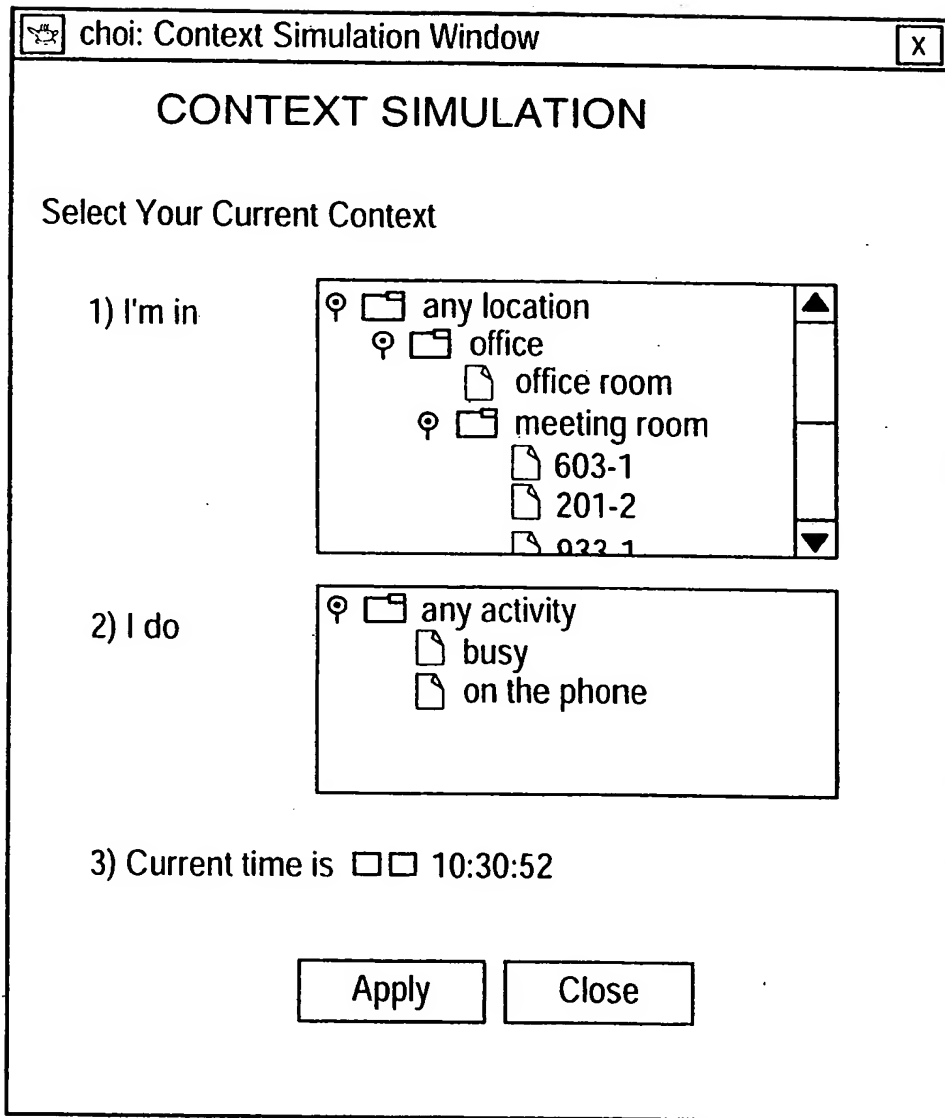 choi: Context Simulation Window X
CONTEXT SIMULATION
Select Your Current Context
1) I'm in
any location
office
office room
meeting room
603-1
201-2
2) I do
any activity
busy
on the phone
3) Current time is □□ 10:30:52
Apply Close